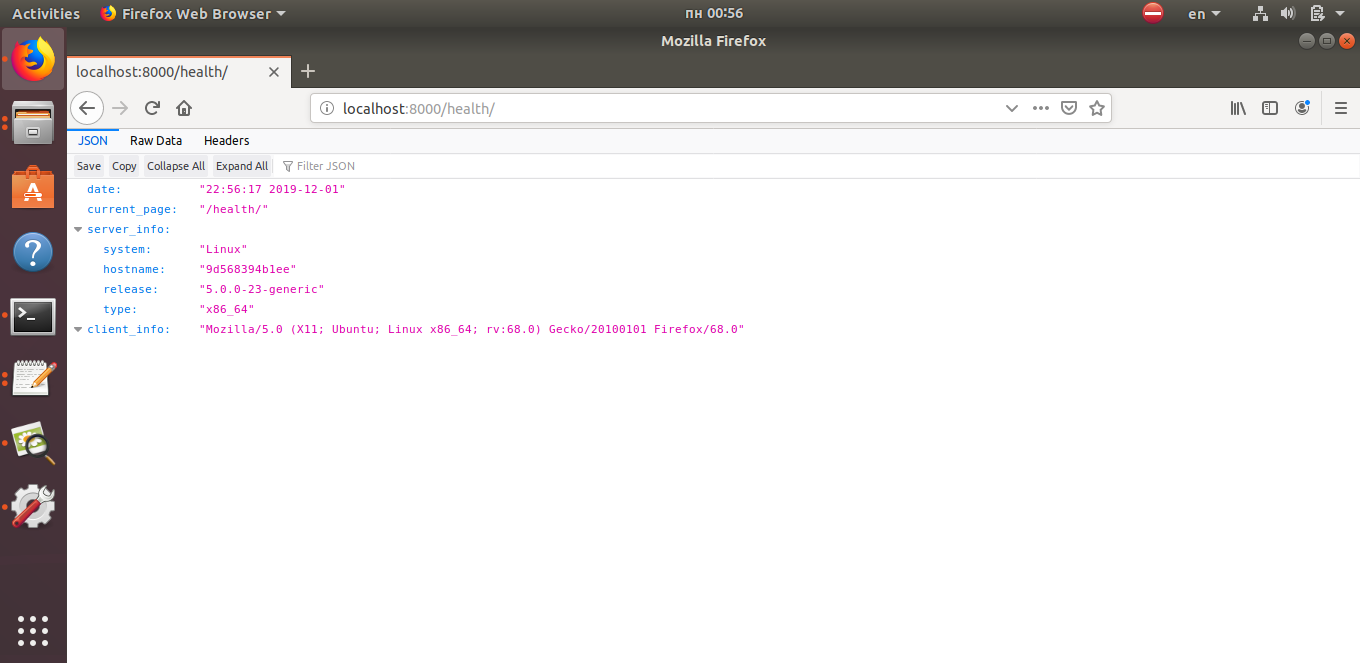 Activities Firefox Web Browser пн 00:56 en
Mozilla Firefox
localhost:8000/health/
localhost:8000/health/
JSON Raw Data Headers
Save Copy Collapse All Expand All Filter JSON
date: "22:56:17 2019-12-01"
current_page: "/health/"
server_info:
system: "Linux"
hostname: "9d568394b1ee"
release: "5.0.0-23-generic"
type: "x86_64"
client_info: "Mozilla/5.0 (X11; Ubuntu; Linux x86_64; rv:68.0) Gecko/20100101 Firefox/68.0"